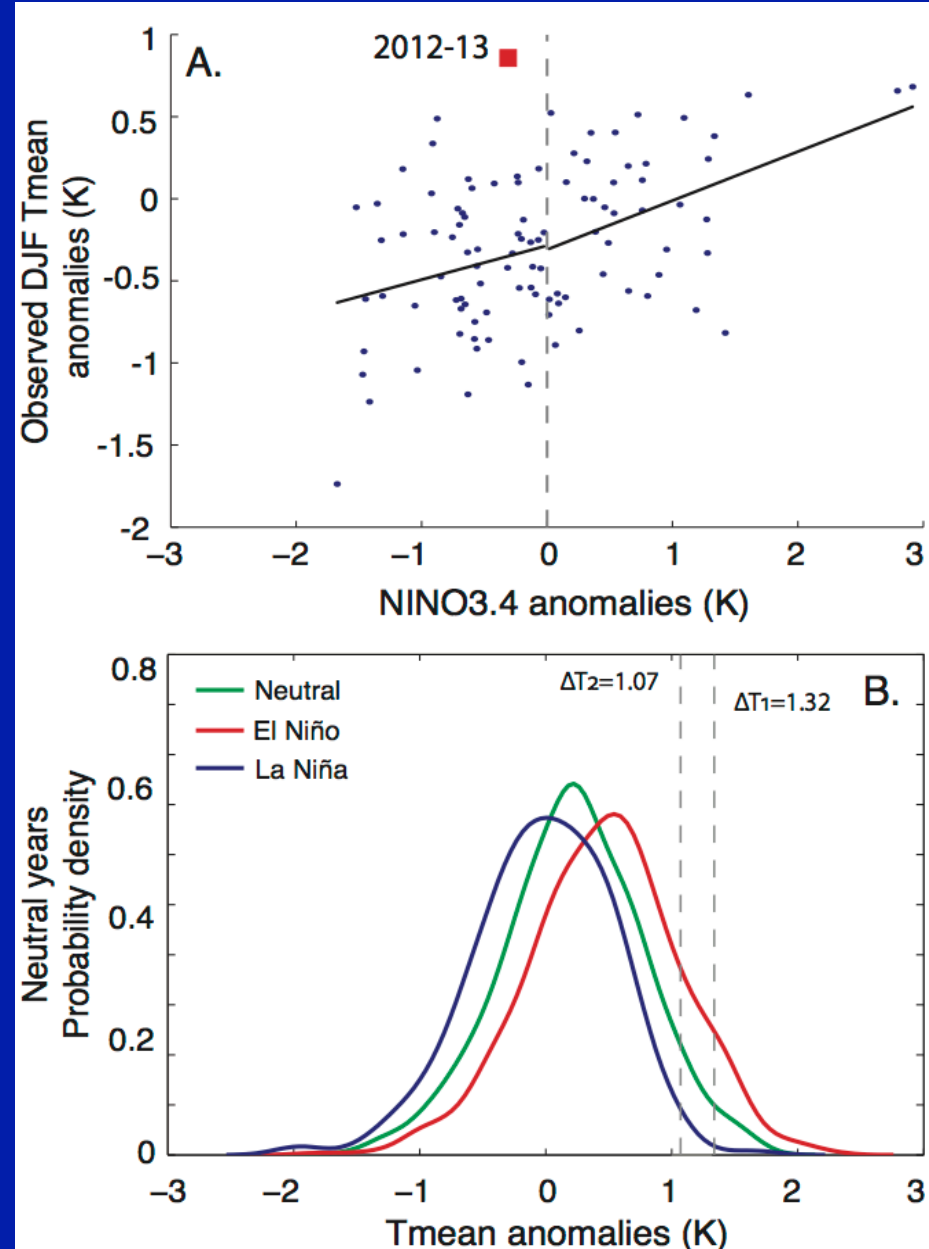 A.
2012-13
1
0.5
0
-0.5
-1
-1.5
-2
Observed DJF Tmean
anomalies (K)
−3 −2 −1 0 1 2 3
NINO3.4 anomalies (K)
B.
Neutral
El Niño
La Niña
ΔT2=1.07
ΔT1=1.32
0.8
0.6
0.4
0.2
0
Neutral years
Probability density
−3 −2 −1 0 1 2 3
Tmean anomalies (K)